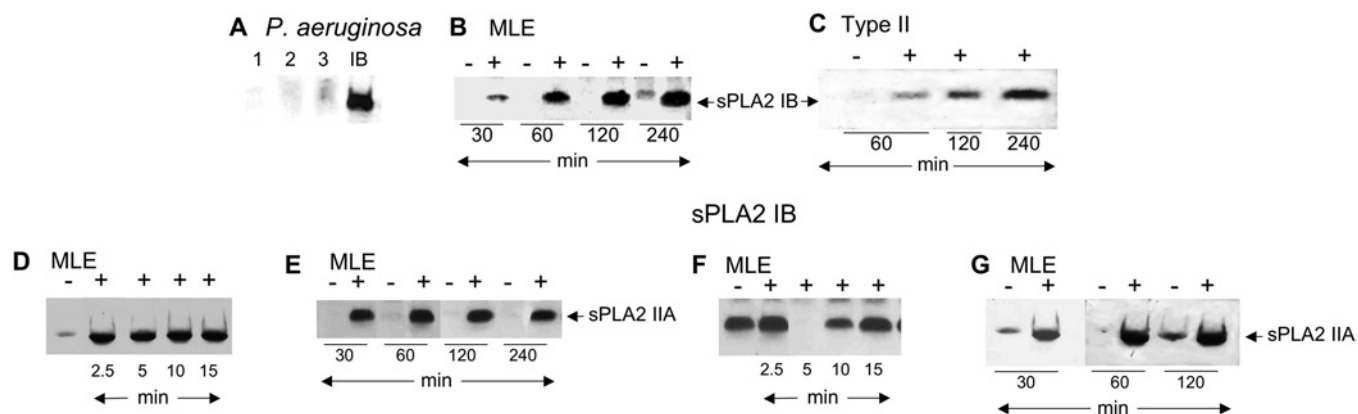 A P. aeruginosa
1 2 3 IB
B MLE
- + - + - + - +
30 60 120 240
min
sPLA2 IB
C Type II
- + + +
60 120 240
min
sPLA2 IB
D MLE
- + + + +
2.5 5 10 15
min
E MLE
- + - + - + - +
sPLA2 IIA
30 60 120 240
min
F MLE
- + + + +
2.5 5 10 15
min
G MLE
- + - + - +
sPLA2 IIA
30 60 120
min